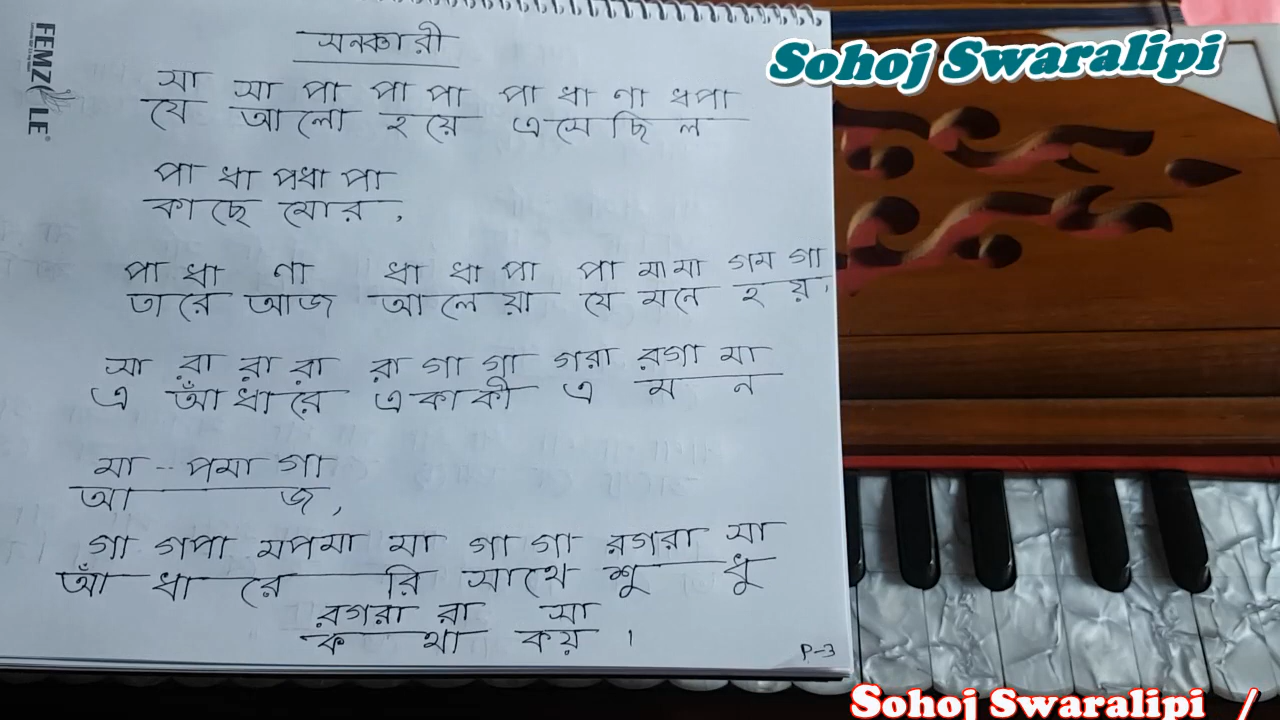 সনকারী
Sohoj Swaralipi
FEMZ LE
সা সা পা পা পা পা ধা ণা ধপা
যে আলো হয়ে এসেছিল
পা ধা পধা পা
কাছে মোর,
পা ধা ণা ধা ধা পা পা মা মা গম গা
তারে আজ আলেয়া যে মনে হয়,
সা রা রা রা রা গা গা গরা রগা মা
এ আঁধারে একাকী এ মন
মা -- পমা গা
আজ,
গা গপা মপমা মা গা গা রগরা সা
আঁধারেরি সাথে শুধু
রগরা রা সা
কথা কয়।
P-3
Sohoj Swaralipi /